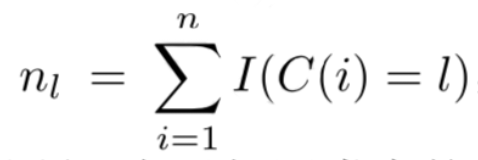 n_l = \sum_{i=1}^{n} I(C(i) = l)